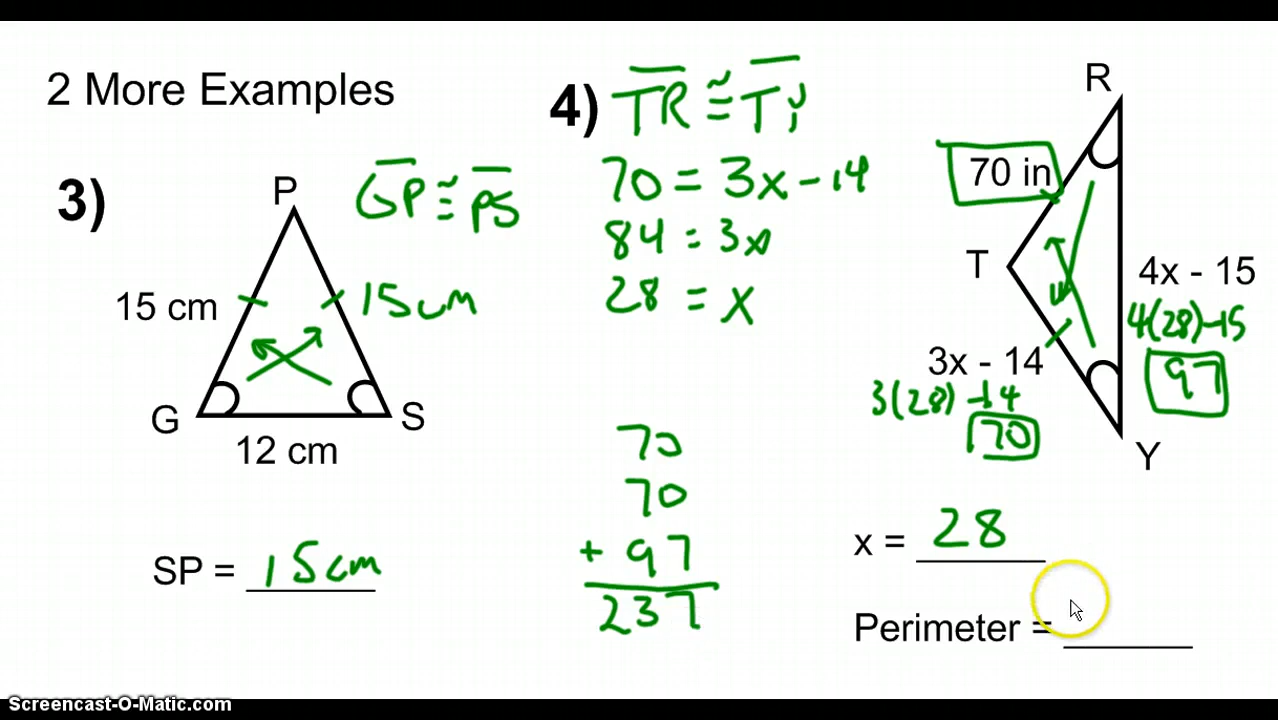 2 More Examples
3)
P
GP ≅ PS
15 cm
15cm
G
S
12 cm
SP = 15cm
4) TR ≅ TY
70 = 3x - 14
84 = 3x
28 = x
70
70
+ 97
237
R
70 in
T
4x - 15
4(28)-15
97
3x - 14
3(28) -14
70
Y
x = 28
Perimeter =
Screencast-O-Matic.com